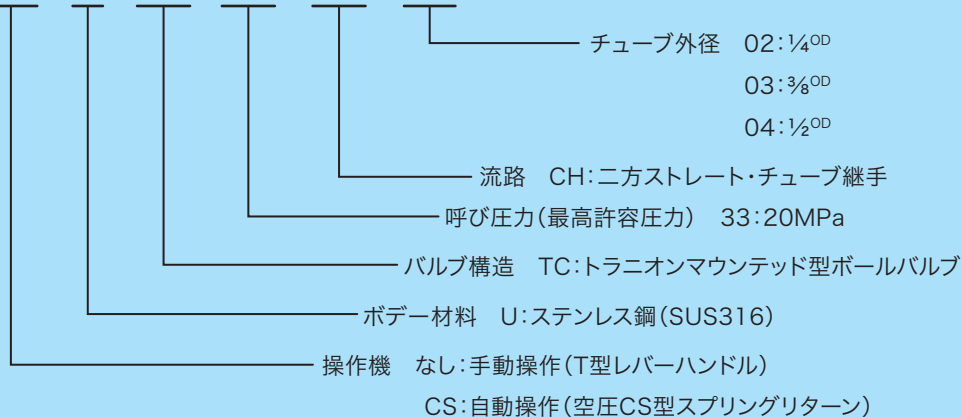 チューブ外径 02：¼OD
03：⅜OD
04：½OD
流路 CH：二方ストレート・チューブ継手
呼び圧力（最高許容圧力） 33：20MPa
バルブ構造 TC：トラニオンマウンテッド型ボールバルブ
ボデー材料 U：ステンレス鋼（SUS316）
操作機 なし：手動操作（T型レバーハンドル）
CS：自動操作（空圧CS型スプリングリターン）